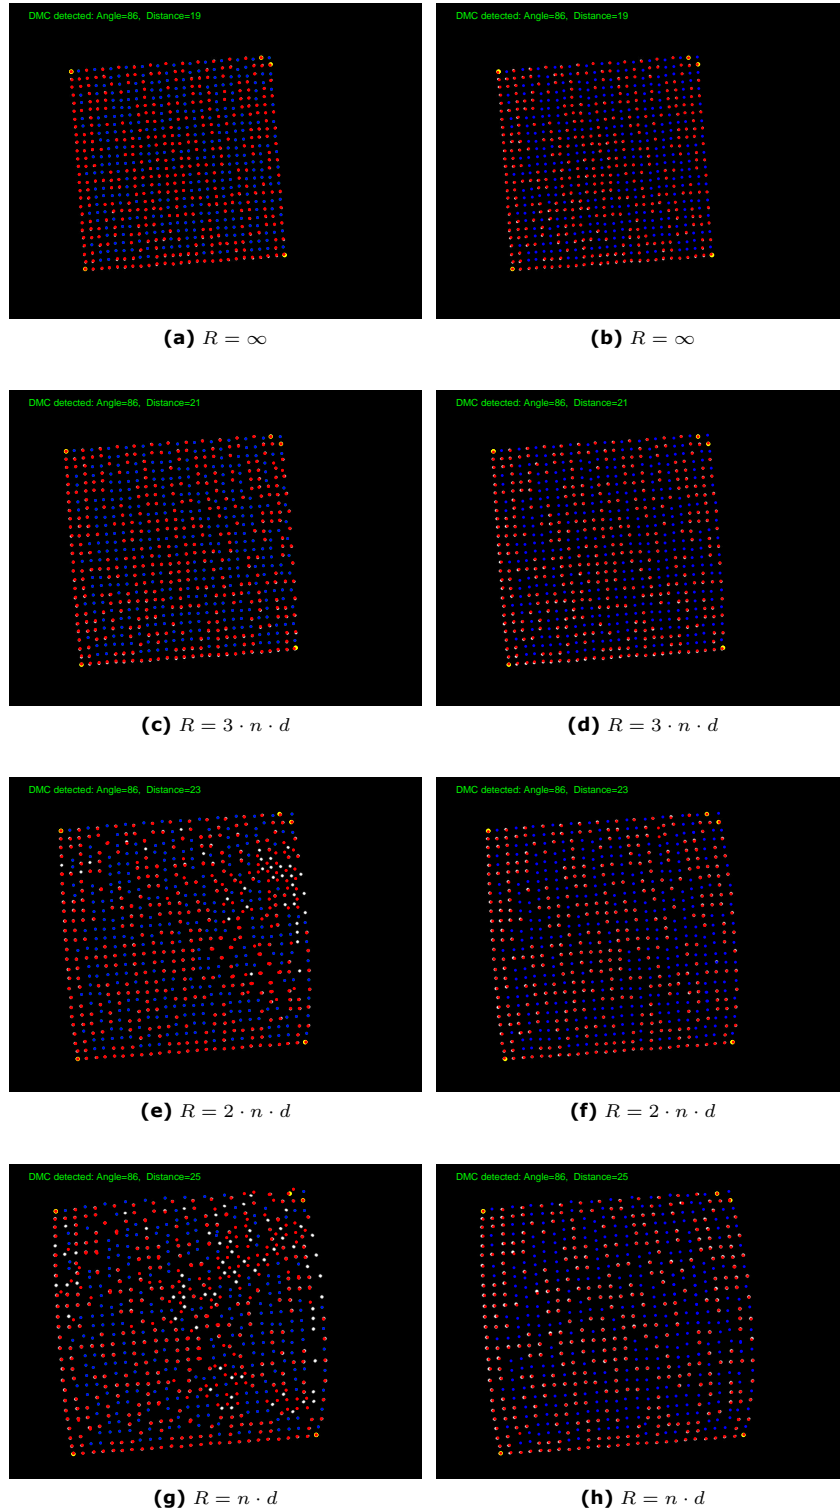 DMC detected: Angle=86, Distance=19
DMC detected: Angle=86, Distance=19
(a) R = ∞
(b) R = ∞
DMC detected: Angle=86, Distance=21
DMC detected: Angle=86, Distance=21
(c) R = 3 · n · d
(d) R = 3 · n · d
DMC detected: Angle=86, Distance=23
DMC detected: Angle=86, Distance=23
(e) R = 2 · n · d
(f) R = 2 · n · d
DMC detected: Angle=86, Distance=25
DMC detected: Angle=86, Distance=25
(g) R = n · d
(h) R = n · d